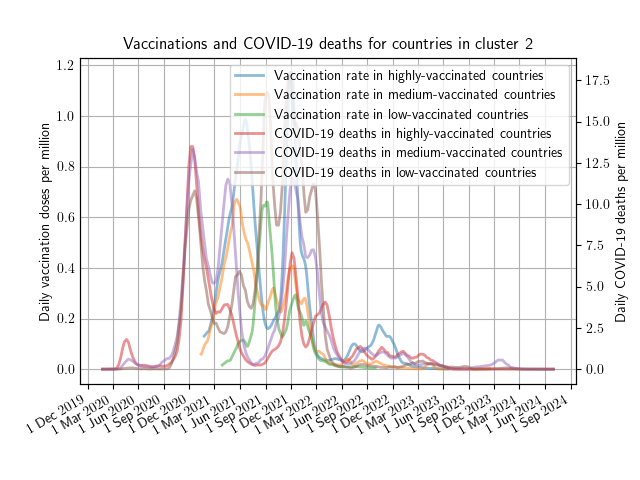 Vaccinations and COVID-19 deaths for countries in cluster 2
Vaccination rate in highly-vaccinated countries
Vaccination rate in medium-vaccinated countries
Vaccination rate in low-vaccinated countries
COVID-19 deaths in highly-vaccinated countries
COVID-19 deaths in medium-vaccinated countries
COVID-19 deaths in low-vaccinated countries
Daily vaccination doses per million
1.2
1.0
0.8
0.6
0.4
0.2
0.0
Daily COVID-19 deaths per million
17.5
15.0
12.5
10.0
7.5
5.0
2.5
0.0
1 Dec 2019
1 Mar 2020
1 Jun 2020
1 Sep 2020
1 Dec 2020
1 Mar 2021
1 Jun 2021
1 Sep 2021
1 Dec 2021
1 Mar 2022
1 Jun 2022
1 Sep 2022
1 Dec 2022
1 Mar 2023
1 Jun 2023
1 Sep 2023
1 Dec 2023
1 Mar 2024
1 Jun 2024
1 Sep 2024